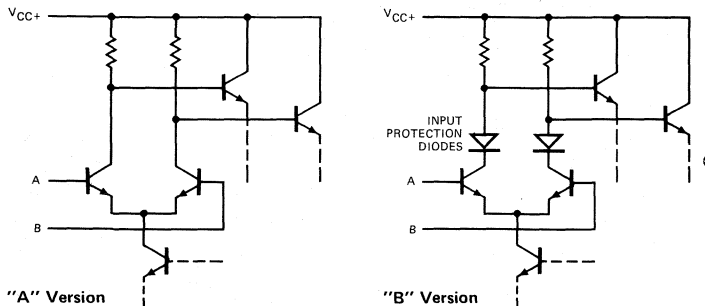 VCC+
A
B
"A" Version
VCC+
INPUT
PROTECTION
DIODES
A
B
"B" Version